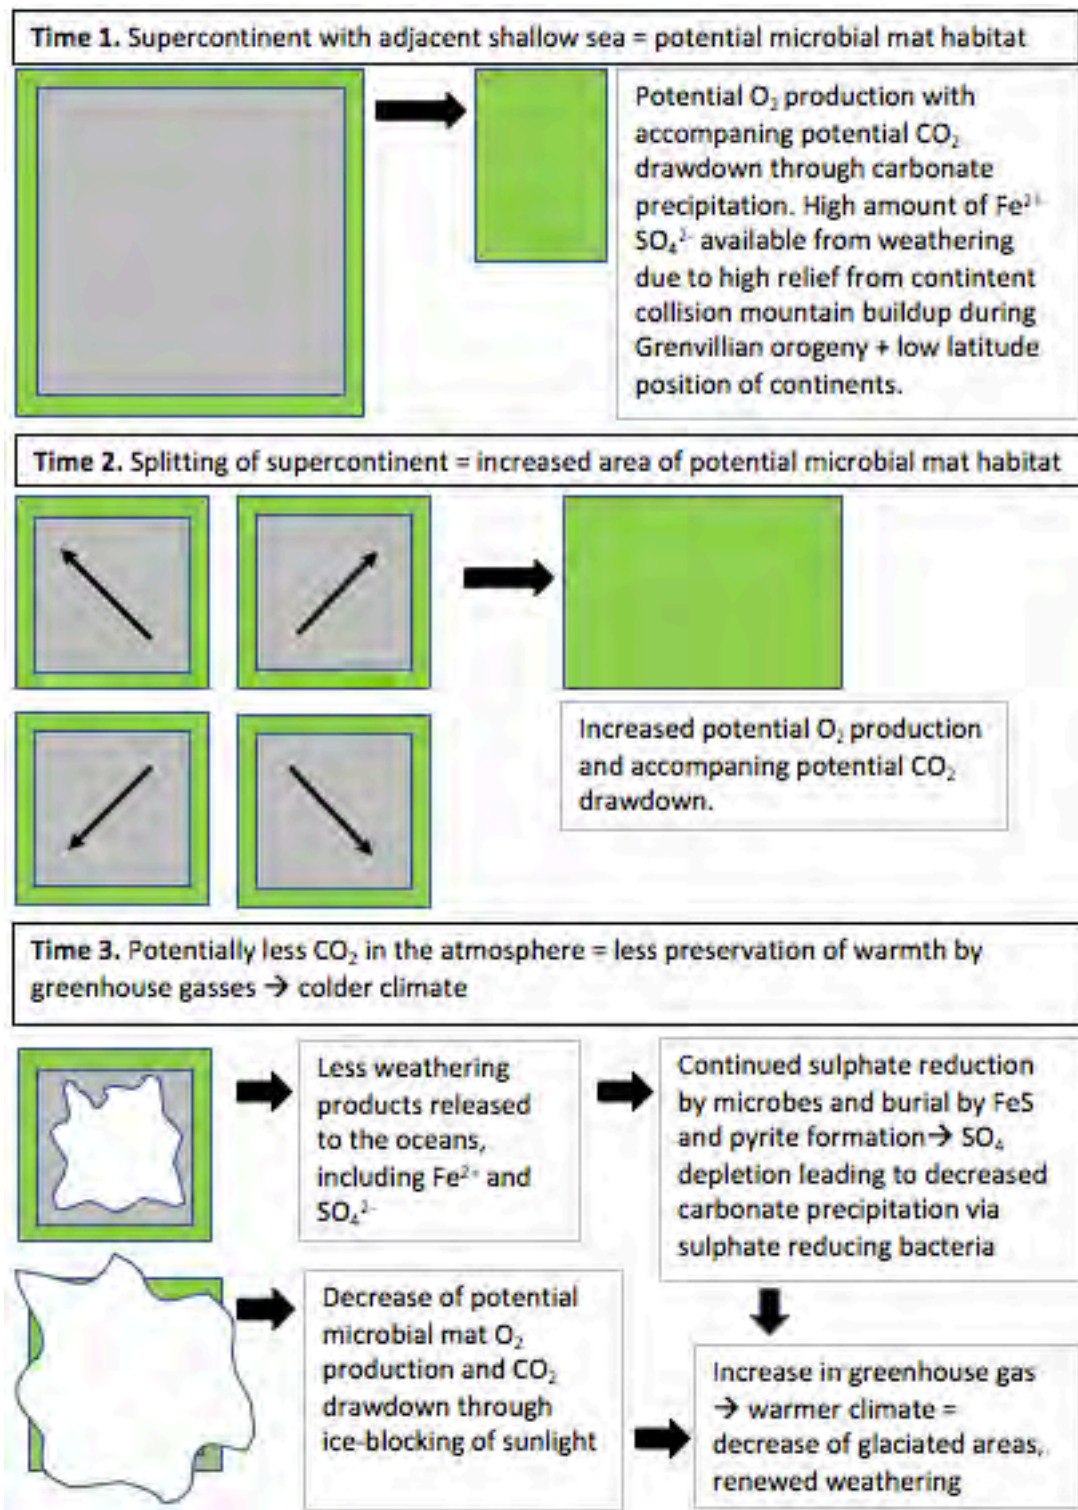 Time 1. Supercontinent with adjacent shallow sea = potential microbial mat habitat
Potential O₂ production with
accompaning potential CO₂
drawdown through carbonate
precipitation. High amount of Fe²⁺
SO₄²⁻ available from weathering
due to high relief from contintent
collision mountain buildup during
Grenvillian orogeny + low latitude
position of continents.
Time 2. Splitting of supercontinent = increased area of potential microbial mat habitat
Increased potential O₂ production
and accompaning potential CO₂
drawdown.
Time 3. Potentially less CO₂ in the atmosphere = less preservation of warmth by
greenhouse gasses → colder climate
Less weathering
products released
to the oceans,
including Fe²⁺ and
SO₄²⁻
Continued sulphate reduction
by microbes and burial by FeS
and pyrite formation→ SO₄
depletion leading to decreased
carbonate precipitation via
sulphate reducing bacteria
Decrease of potential
microbial mat O₂
production and CO₂
drawdown through
ice-blocking of sunlight
Increase in greenhouse gas
→ warmer climate =
decrease of glaciated areas,
renewed weathering